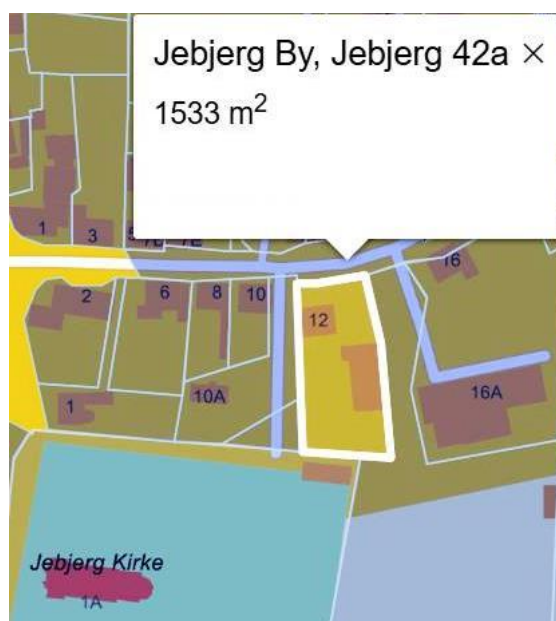 Jebjerg By, Jebjerg 42a ×
1533 m²
1 3
16
2 6 8 10 12
16A
10A
1
Jebjerg Kirke
1A